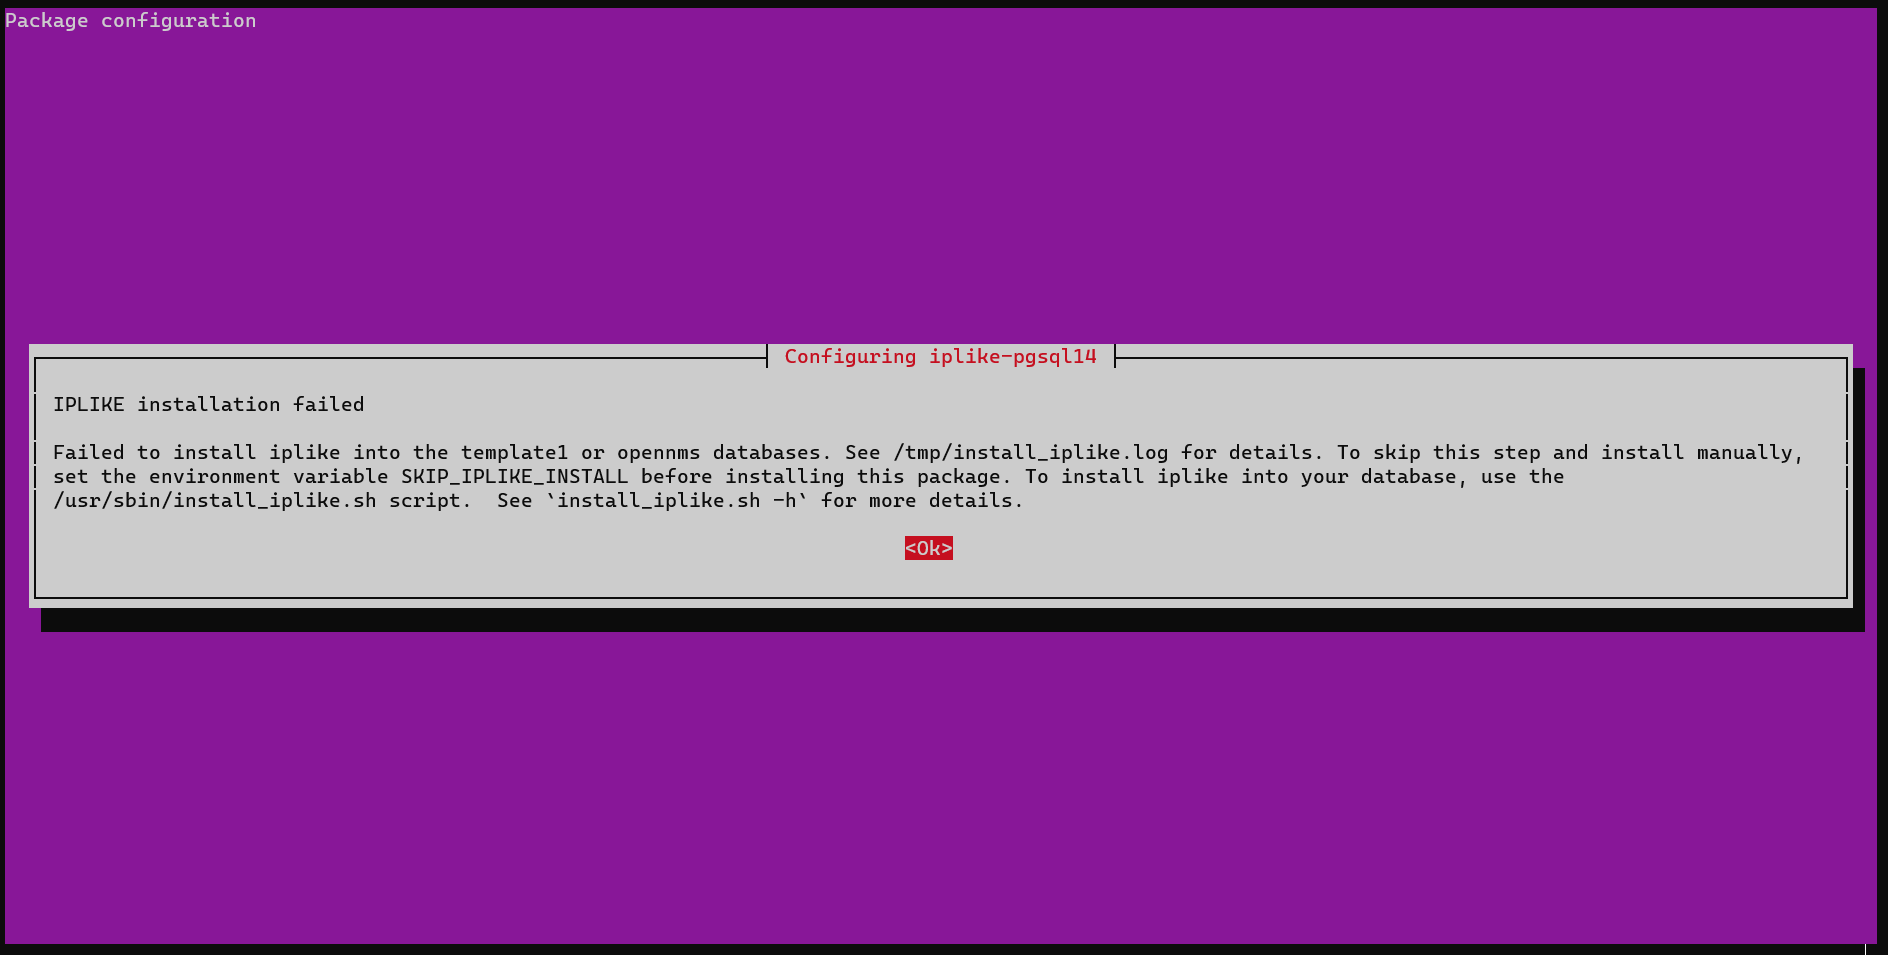 Package configuration
Configuring iplike-pgsql14
IPLIKE installation failed
Failed to install iplike into the template1 or opennms databases. See /tmp/install_iplike.log for details. To skip this step and install manually,
set the environment variable SKIP_IPLIKE_INSTALL before installing this package. To install iplike into your database, use the
/usr/sbin/install_iplike.sh script.  See `install_iplike.sh -h` for more details.
<Ok>